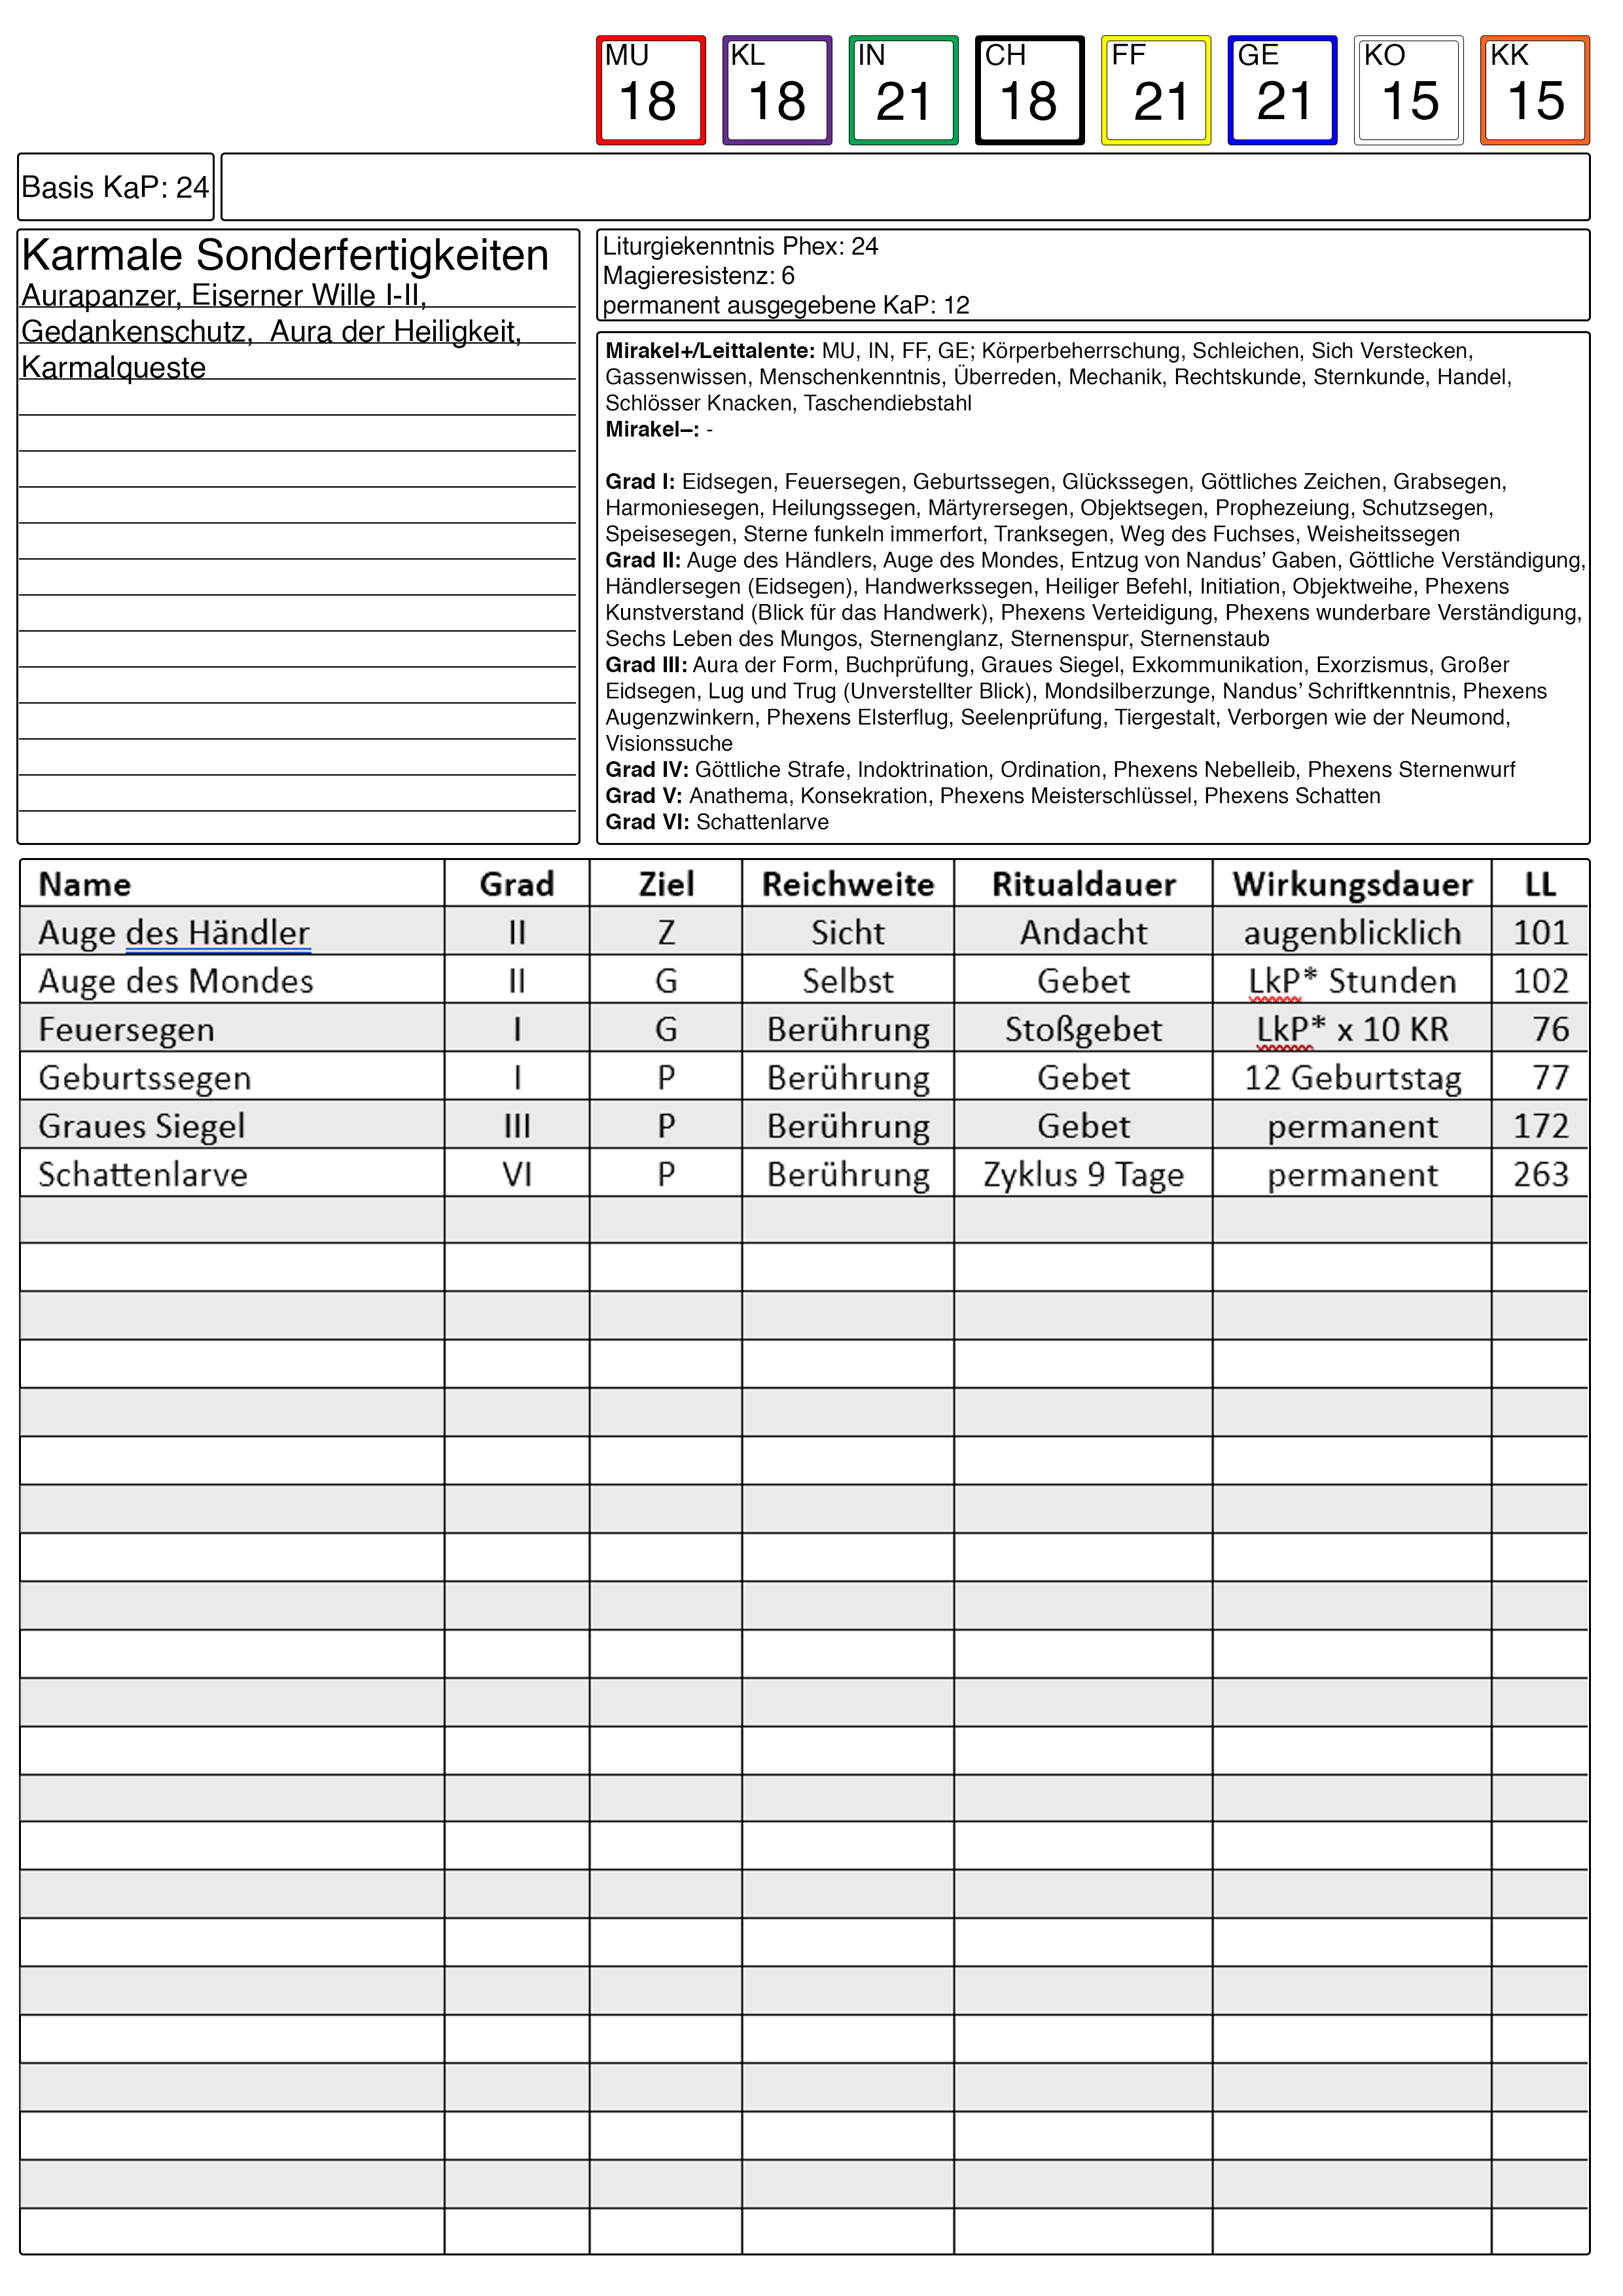 MU KL IN CH FF GE KO KK
18 18 21 18 21 21 15 15
Basis KaP: 24
Karmale Sonderfertigkeiten
Aurapanzer, Eiserner Wille I-II,
Gedankenschutz,  Aura der Heiligkeit,
Karmalqueste
Liturgiekenntnis Phex: 24
Magieresistenz: 6
permanent ausgegebene KaP: 12
Mirakel+/Leittalente: MU, IN, FF, GE; Körperbeherrschung, Schleichen, Sich Verstecken,
Gassenwissen, Menschenkenntnis, Überreden, Mechanik, Rechtskunde, Sternkunde, Handel,
Schlösser Knacken, Taschendiebstahl
Mirakel–: -
Grad I: Eidsegen, Feuersegen, Geburtssegen, Glückssegen, Göttliches Zeichen, Grabsegen,
Harmoniesegen, Heilungssegen, Märtyrersegen, Objektsegen, Prophezeiung, Schutzsegen,
Speisesegen, Sterne funkeln immerfort, Tranksegen, Weg des Fuchses, Weisheitssegen
Grad II: Auge des Händlers, Auge des Mondes, Entzug von Nandus’ Gaben, Göttliche Verständigung,
Händlersegen (Eidsegen), Handwerkssegen, Heiliger Befehl, Initiation, Objektweihe, Phexens
Kunstverstand (Blick für das Handwerk), Phexens Verteidigung, Phexens wunderbare Verständigung,
Sechs Leben des Mungos, Sternenglanz, Sternenspur, Sternenstaub
Grad III: Aura der Form, Buchprüfung, Graues Siegel, Exkommunikation, Exorzismus, Großer
Eidsegen, Lug und Trug (Unverstellter Blick), Mondsilberzunge, Nandus’ Schriftkenntnis, Phexens
Augenzwinkern, Phexens Elsterflug, Seelenprüfung, Tiergestalt, Verborgen wie der Neumond,
Visionssuche
Grad IV: Göttliche Strafe, Indoktrination, Ordination, Phexens Nebelleib, Phexens Sternenwurf
Grad V: Anathema, Konsekration, Phexens Meisterschlüssel, Phexens Schatten
Grad VI: Schattenlarve
Name Grad Ziel Reichweite Ritualdauer Wirkungsdauer LL
Auge des Händler II Z Sicht Andacht augenblicklich 101
Auge des Mondes II G Selbst Gebet LkP* Stunden 102
Feuersegen I G Berührung Stoßgebet LkP* x 10 KR 76
Geburtssegen I P Berührung Gebet 12 Geburtstag 77
Graues Siegel III P Berührung Gebet permanent 172
Schattenlarve VI P Berührung Zyklus 9 Tage permanent 263